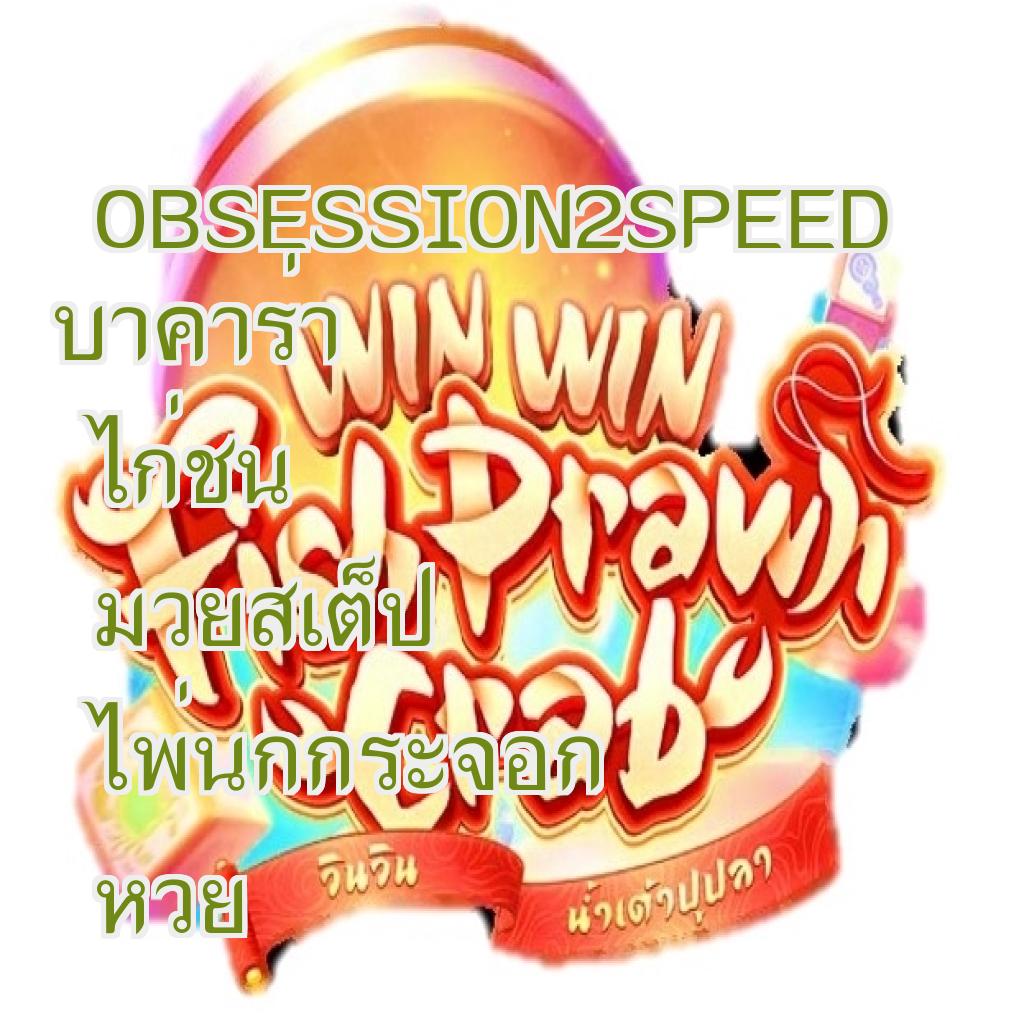 OBSESSION2SPEED
บาคาร่า
WIN WIN
ไก่ชน
Fish Prawn
มวยสเต็ป
Crab
ไพ่นกกระจอก
วินวิน
น้ำเต้าปูปลา
หวย